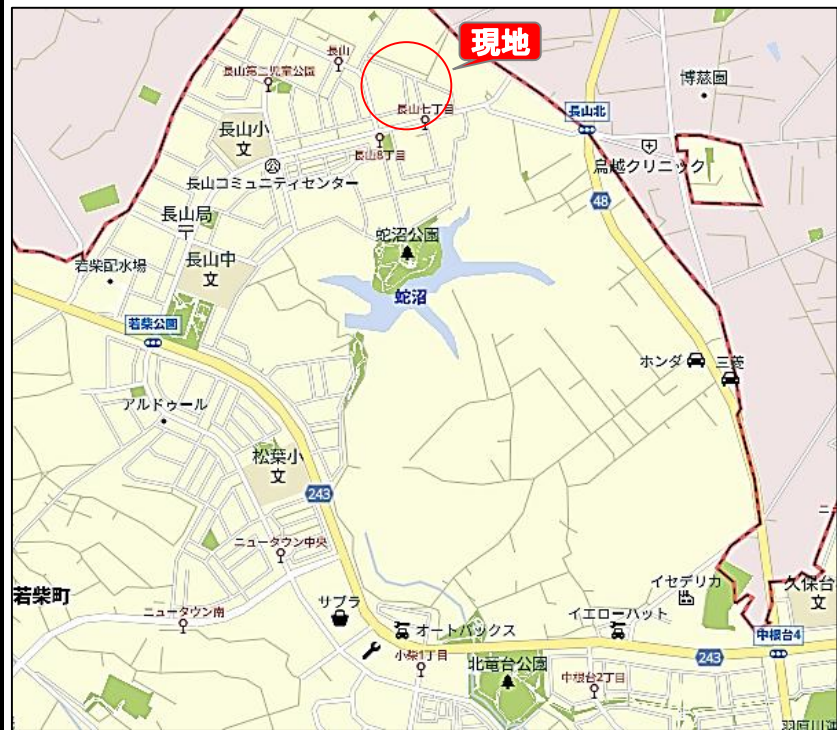 現地
長山
長山第二児童公園
博慈園
長山七丁目
長山北
長山小
文
長山8丁目
鳥越クリニック
公
長山コミュニティセンター
48
長山局
蛇沼公園
若柴配水場
長山中
文
蛇沼
若柴公園
ホンダ
三菱
アルドゥール
松葉小
文
243
ニュータウン中央
イセデリカ
久保台
文
若柴町
サプラ
ニュータウン南
オートバックス
イエローハット
中根台4
小柴1丁目
243
北竜台公園
中根台2丁目